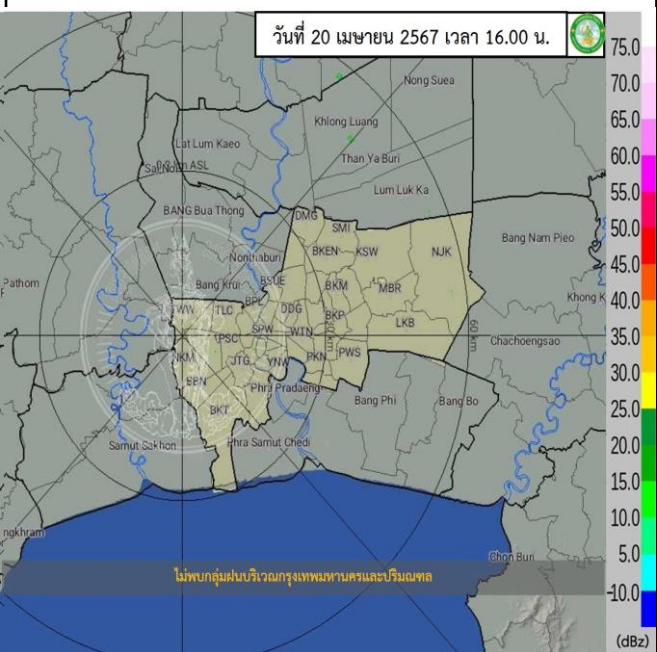 วันที่ 20 เมษายน 2567 เวลา 16.00 น.
75.0
70.0
65.0
60.0
55.0
50.0
45.0
40.0
35.0
30.0
25.0
20.0
15.0
10.0
5.0
-10.0
(dBz)
Nong Suea
Khlong Luang
Lat Lum Kaeo
Than Ya Buri
km ASL
Lum Luk Ka
BANG Bua Thong
DMG
SMI
Bang Nam Pieo
BKEN
KSW
NJK
Nonthaburi
Pathom
Bang Krui
BSUE
BKM
MBR
Khong K
BPL
TWW
TLC
DDG
BKP
LKB
PSC
SPW
WTN
60 km
Chachoengsao
NKM
JTG
YNW
PKN
PWS
BBN
Phra Pradaeng
Bang Phi
Bang Bo
BKT
Samut Sakhon
Phra Samut Chedi
ngkhram
Chon Buri
ไม่พบกลุ่มฝนบริเวณกรุงเทพมหานครและปริมณฑล